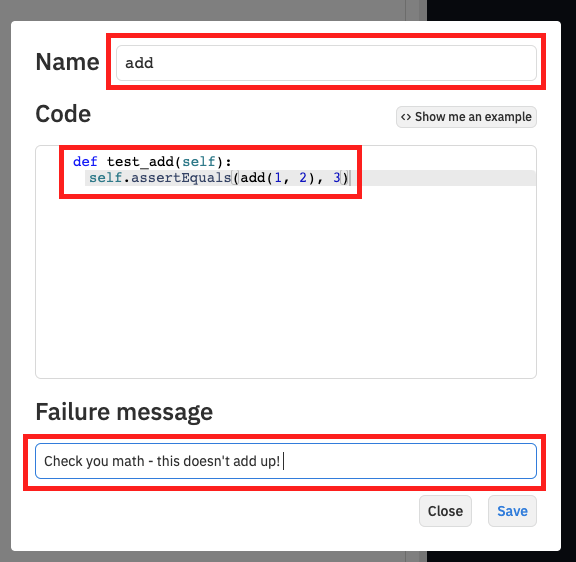 Name
add
Code
<> Show me an example
def test_add(self):
self.assertEquals(add(1, 2), 3)
Failure message
Check you math - this doesn't add up!
Close
Save